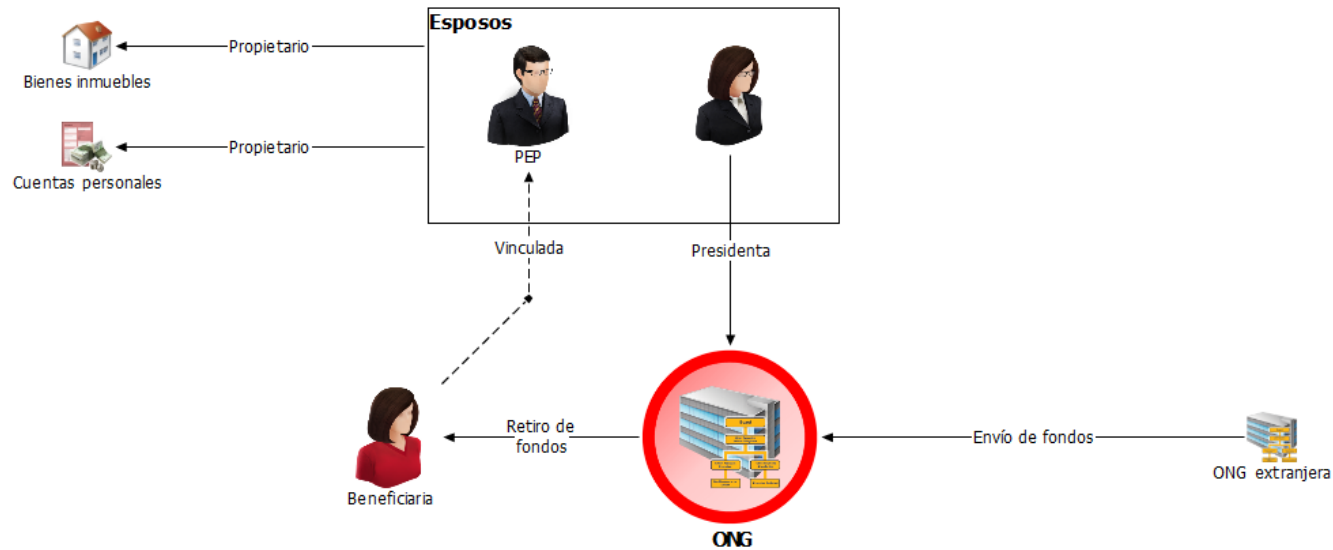 Esposos
Propietario
Bienes inmuebles
Propietario
Cuentas personales
PEP
Vinculada
Presidenta
Retiro de
fondos
Envío de fondos
Beneficiaria
ONG extranjera
ONG